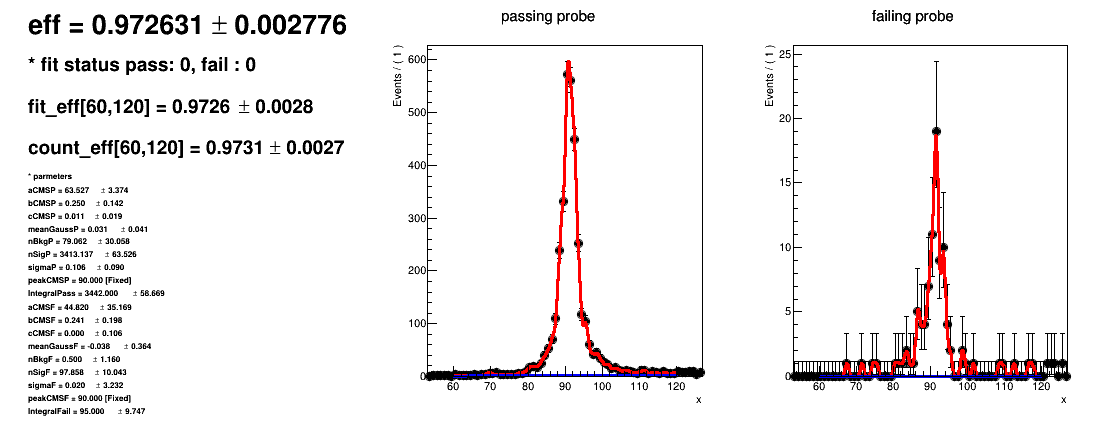 eff = 0.972631 ± 0.002776
* fit status pass: 0, fail : 0
fit_eff[60,120] = 0.9726 ± 0.0028
count_eff[60,120] = 0.9731 ± 0.0027
* parmeters
aCMSP = 63.527 ± 3.374
bCMSP = 0.250 ± 0.142
cCMSP = 0.011 ± 0.019
meanGaussP = 0.031 ± 0.041
nBkgP = 79.062 ± 30.058
nSigP = 3413.137 ± 63.526
sigmaP = 0.106 ± 0.090
peakCMSP = 90.000 [Fixed]
IntegralPass = 3442.000 ± 58.669
aCMSF = 44.820 ± 35.169
bCMSF = 0.241 ± 0.198
cCMSF = 0.000 ± 0.106
meanGaussF = -0.038 ± 0.364
nBkgF = 0.500 ± 1.160
nSigF = 97.858 ± 10.043
sigmaF = 0.020 ± 3.232
peakCMSF = 90.000 [Fixed]
IntegralFail = 95.000 ± 9.747
passing probe
Events / ( 1 )
600
500
400
300
200
100
0
60 70 80 90 100 110 120
x
failing probe
Events / ( 1 )
25
20
15
10
5
0
60 70 80 90 100 110 120
x